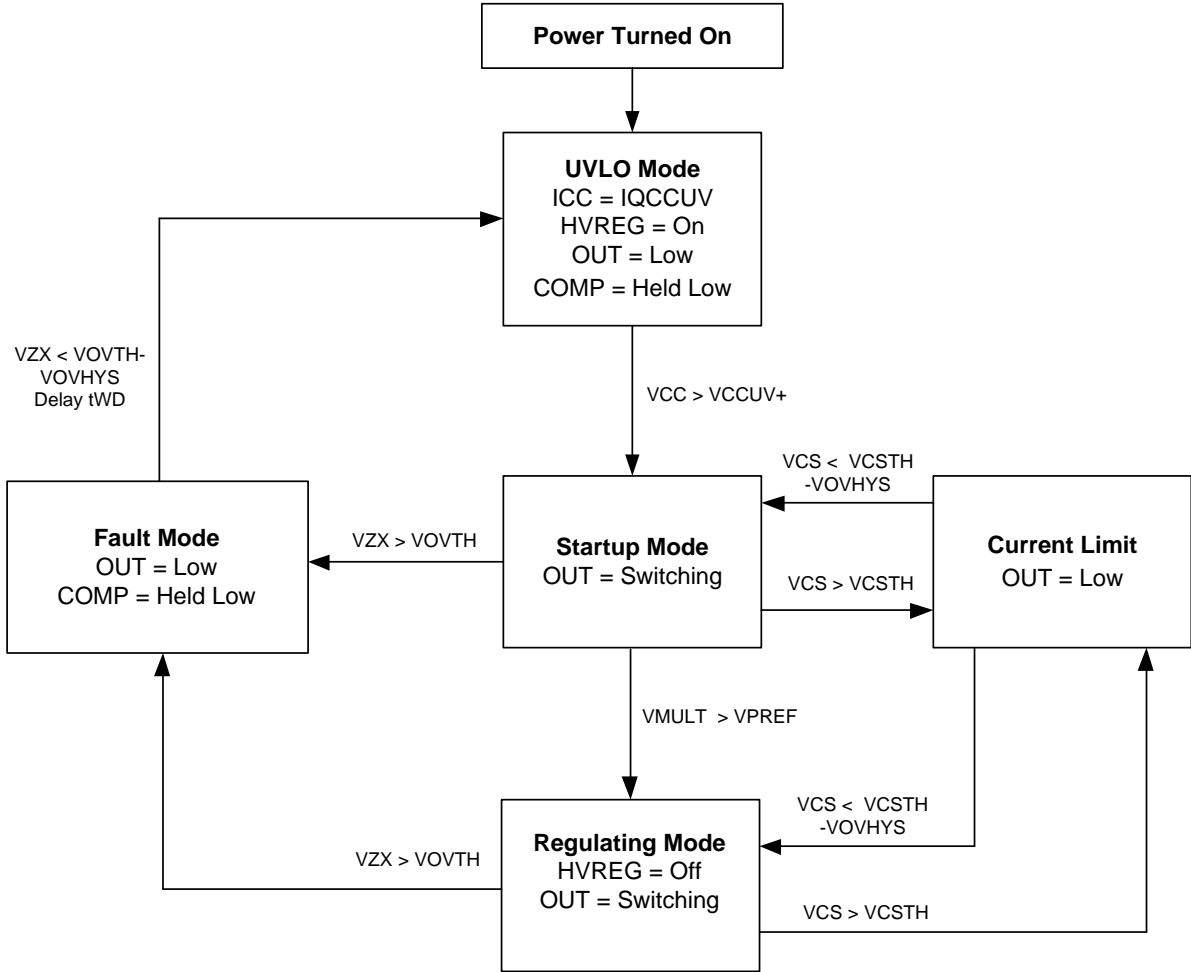 Power Turned On
UVLO Mode
ICC = IQCCUV
HVREG = On
OUT = Low
COMP = Held Low
VZX < VOVTH-
VOVHYS
Delay tWD
VCC > VCCUV+
VCS <  VCSTH
-VOVHYS
Fault Mode
OUT = Low
COMP = Held Low
VZX > VOVTH
Startup Mode
OUT = Switching
VCS > VCSTH
Current Limit
OUT = Low
VMULT  > VPREF
VCS <  VCSTH
-VOVHYS
VZX > VOVTH
Regulating Mode
HVREG = Off
OUT = Switching
VCS > VCSTH